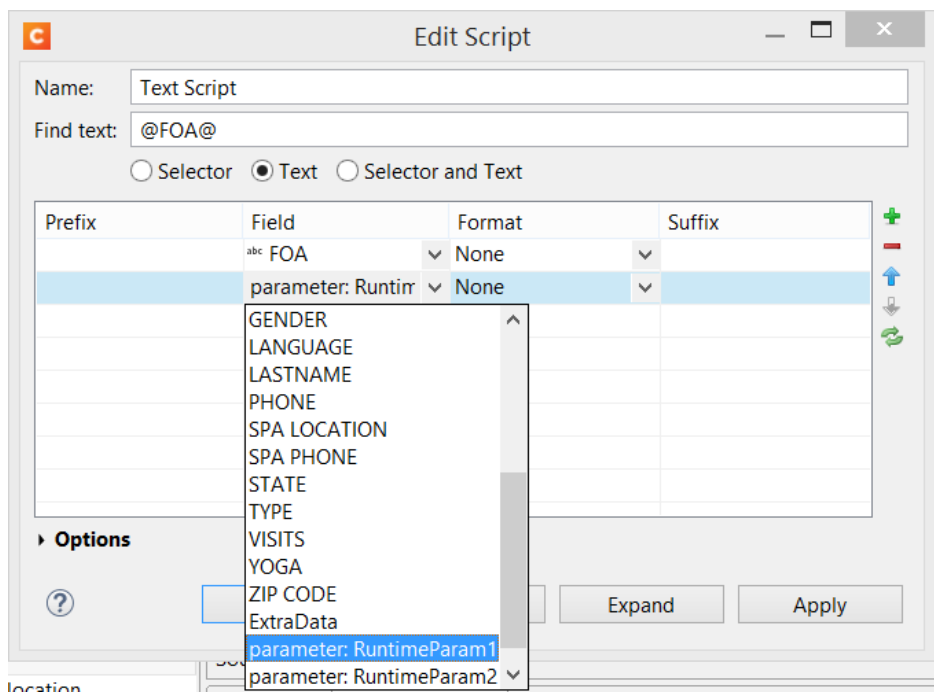 C Edit Script
Name: Text Script
Find text: @FOA@
Selector Text Selector and Text
Prefix Field Format Suffix
abc FOA None
parameter: Runtim None
GENDER
LANGUAGE
LASTNAME
PHONE
SPA LOCATION
SPA PHONE
STATE
TYPE
VISITS
YOGA
ZIP CODE
ExtraData
parameter: RuntimeParam1
parameter: RuntimeParam2
Options
? Expand Apply
location